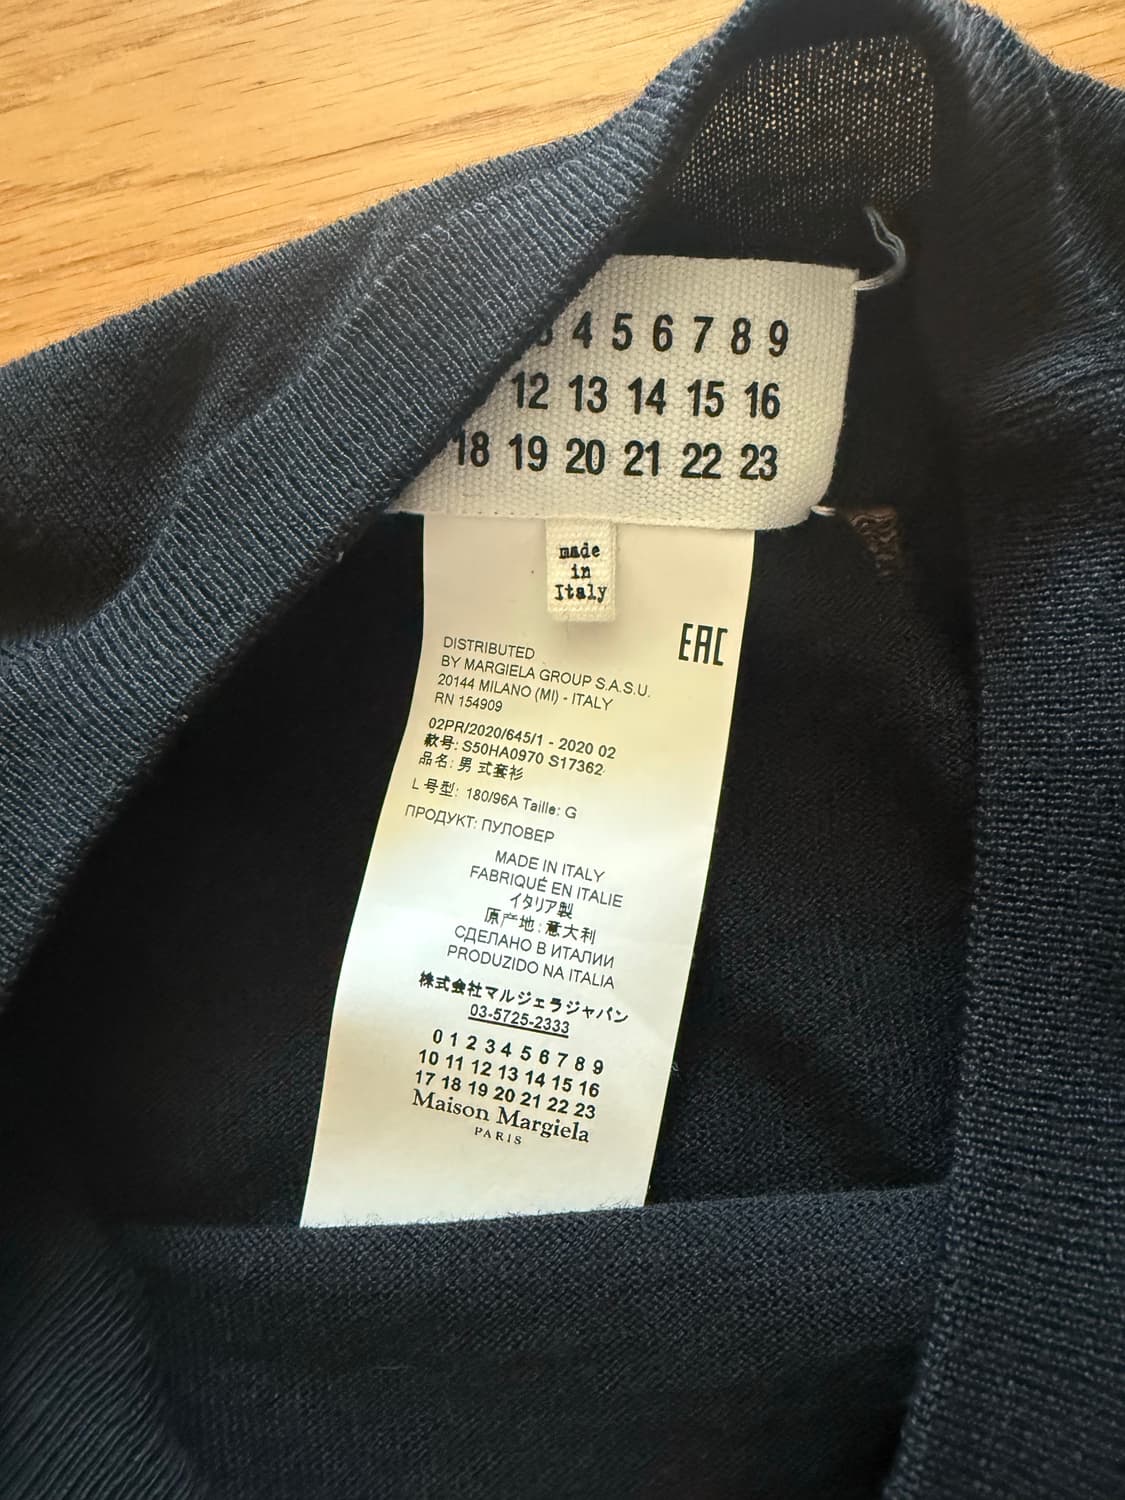 3 4 5 6 7 8 9
12 13 14 15 16
18 19 20 21 22 23
made
in
Italy
EAC
DISTRIBUTED
BY MARGIELA GROUP S.A.S.U.
20144 MILANO (MI) - ITALY
RN 154909
02PR/2020/645/1 - 2020 02
款号: S50HA0970 S17362
品名: 男式套衫
L 号型: 180/96A Taille: G
ПРОДУКТ: ПУЛОВЕР
MADE IN ITALY
FABRIQUÉ EN ITALIE
イタリア製
原产地: 意大利
СДЕЛАНО В ИТАЛИИ
PRODUZIDO NA ITALIA
株式会社マルジェラジャパン
03-5725-2333
0 1 2 3 4 5 6 7 8 9
10 11 12 13 14 15 16
17 18 19 20 21 22 23
Maison Margiela
PARIS